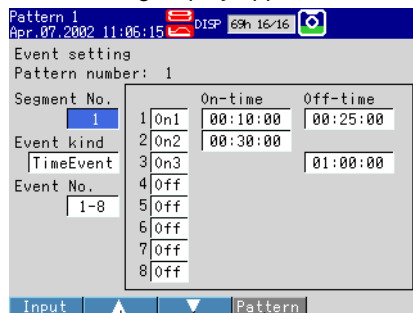 Pattern 1
Apr.07.2002 11:06:15 DISP 69h 16/16
Event setting
Pattern number: 1
Segment No. On-time Off-time
1 1 On1 00:10:00 00:25:00
Event kind 2 On2 00:30:00
TimeEvent 3 On3 01:00:00
Event No. 4 Off
1-8 5 Off
6 Off
7 Off
8 Off
Input Pattern